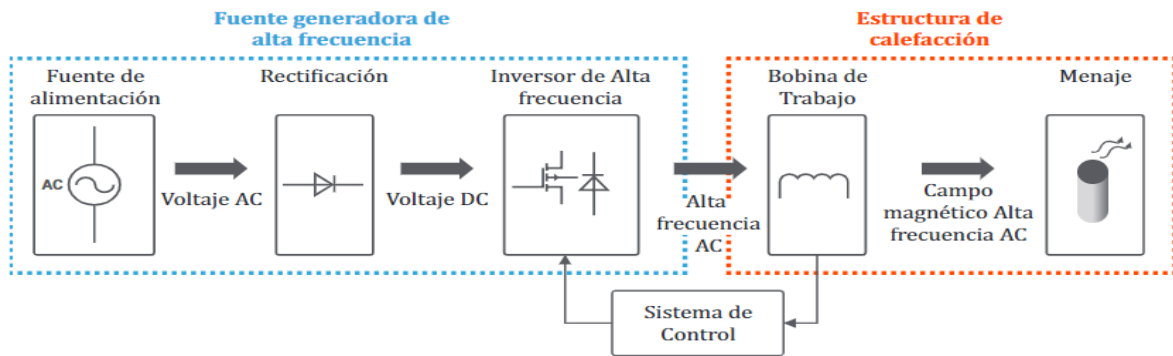 Fuente generadora de
alta frecuencia
Estructura de
calefacción
Fuente de
alimentación
Rectificación
Inversor de Alta
frecuencia
Bobina de
Trabajo
Menaje
AC
Voltaje AC
Voltaje DC
Alta
frecuencia
AC
Campo
magnético Alta
frecuencia AC
Sistema de
Control